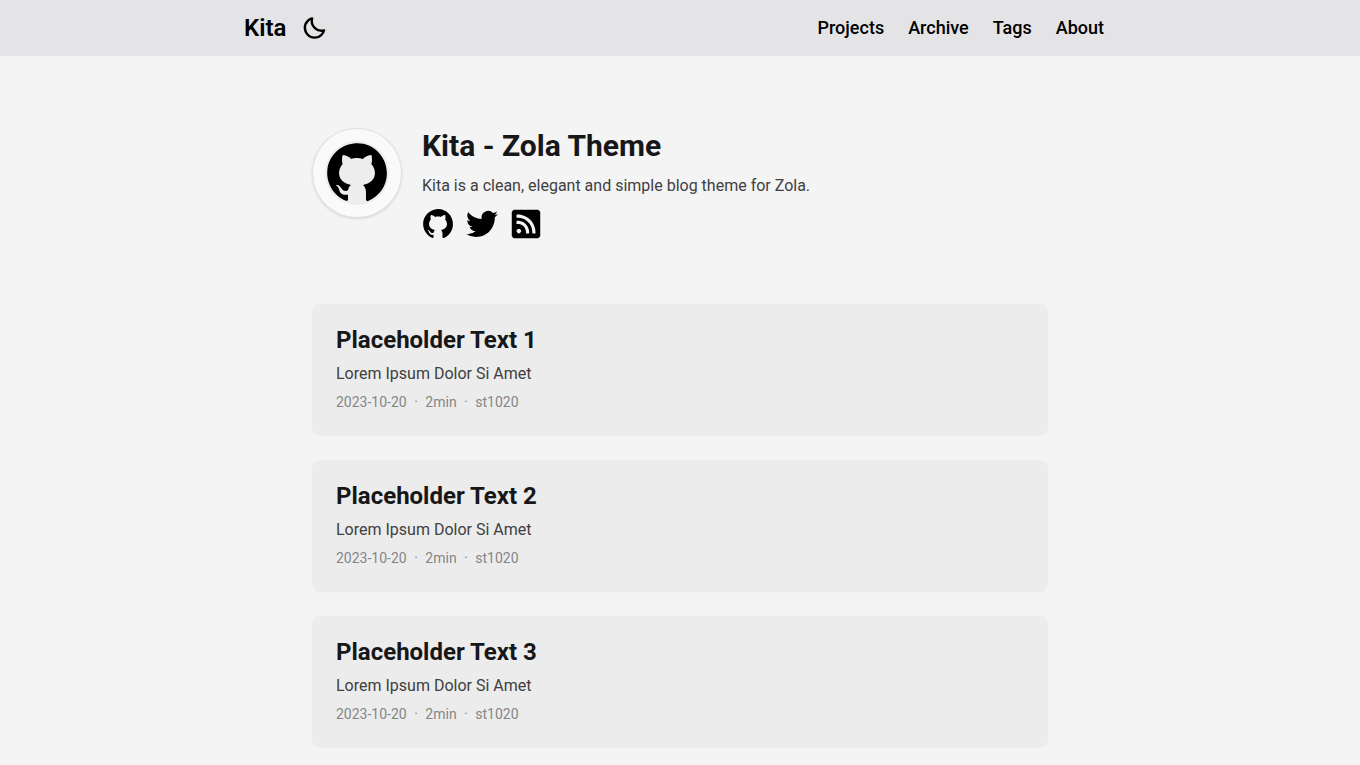 Kita
Projects Archive Tags About
Kita - Zola Theme
Kita is a clean, elegant and simple blog theme for Zola.
Placeholder Text 1
Lorem Ipsum Dolor Si Amet
2023-10-20 · 2min · st1020
Placeholder Text 2
Lorem Ipsum Dolor Si Amet
2023-10-20 · 2min · st1020
Placeholder Text 3
Lorem Ipsum Dolor Si Amet
2023-10-20 · 2min · st1020